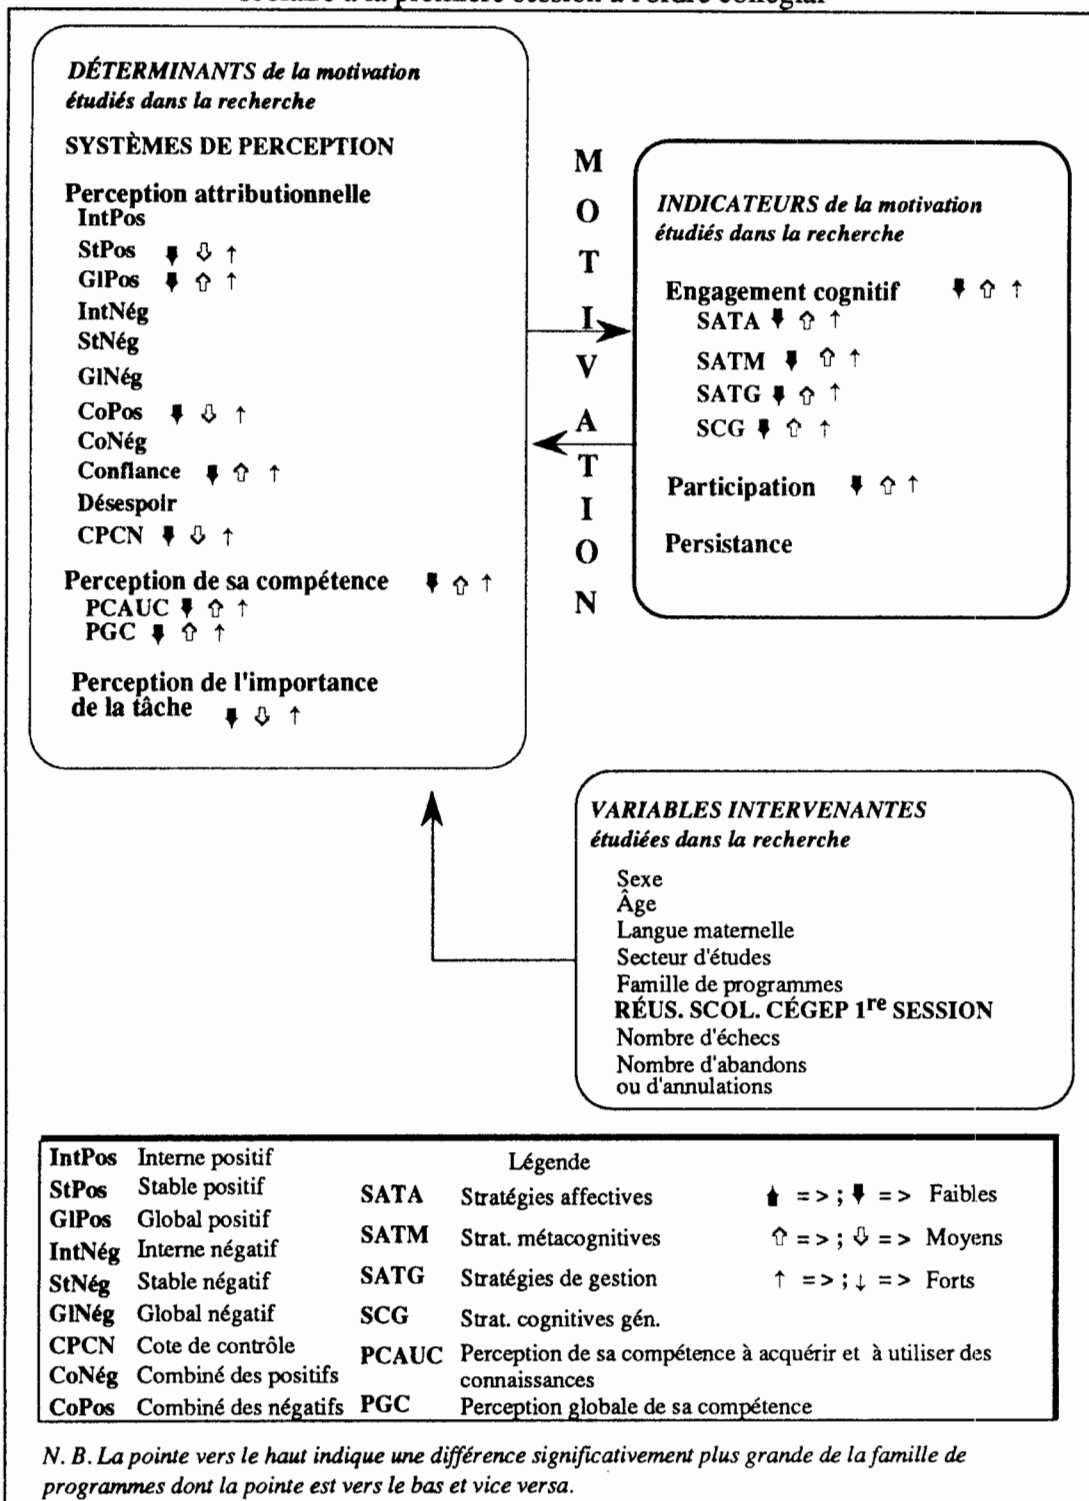 DÉTERMINANTS de la motivation
étudiés dans la recherche
SYSTÈMES DE PERCEPTION
Perception attributionnelle
IntPos
StPos ⬇ ⇩ ↑
GlPos ⬇ ⇧ ↑
IntNég
StNég
GlNég
CoPos ⬇ ⇩ ↑
CoNég
Confiance ⬇ ⇧ ↑
Désespoir
CPCN ⬇ ⇩ ↑
Perception de sa compétence ⬇ ⇧ ↑
PCAUC ⬇ ⇧ ↑
PGC ⬇ ⇧ ↑
Perception de l'importance
de la tâche ⬇ ⇩ ↑
MOTIVATION
INDICATEURS de la motivation
étudiés dans la recherche
Engagement cognitif ⬇ ⇧ ↑
SATA ⬇ ⇧ ↑
SATM ⬇ ⇧ ↑
SATG ⬇ ⇧ ↑
SCG ⬇ ⇧ ↑
Participation ⬇ ⇧ ↑
Persistance
VARIABLES INTERVENANTES
étudiées dans la recherche
Sexe
Âge
Langue maternelle
Secteur d'études
Famille de programmes
RÉUS. SCOL. CÉGEP 1re SESSION
Nombre d'échecs
Nombre d'abandons
ou d'annulations
Légende
IntPos Interne positif
StPos Stable positif
GlPos Global positif
IntNég Interne négatif
StNég Stable négatif
GlNég Global négatif
CPCN Cote de contrôle
CoNég Combiné des positifs
CoPos Combiné des négatifs
SATA Stratégies affectives
SATM Strat. métacognitives
SATG Stratégies de gestion
SCG Strat. cognitives gén.
PCAUC Perception de sa compétence à acquérir et à utiliser des
connaissances
PGC Perception globale de sa compétence
⬆ = > ; ⬇ = > Faibles
⇧ = > ; ⇩ = > Moyens
↑ = > ; ↓ = > Forts
N. B. La pointe vers le haut indique une différence significativement plus grande de la famille de
programmes dont la pointe est vers le bas et vice versa.